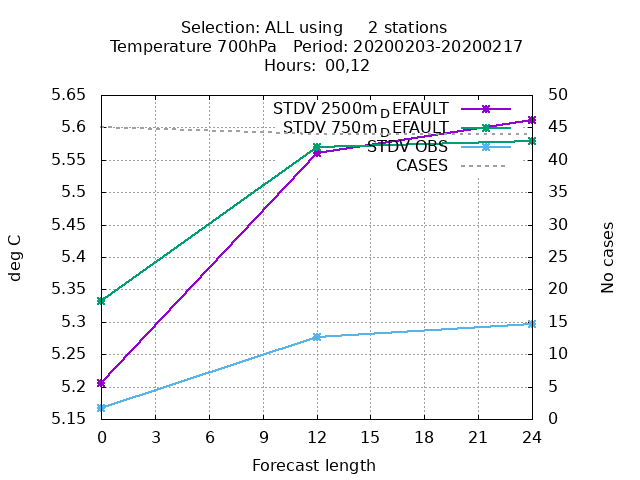 Selection: ALL using     2 stations
Temperature 700hPa   Period: 20200203-20200217
Hours: 00,12
5.65
5.6
5.55
5.5
5.45
5.4
5.35
5.3
5.25
5.2
5.15
50
45
40
35
30
25
20
15
10
5
0
STDV 2500m_DEFAULT
STDV 750m_DEFAULT
STDV OBS
CASES
deg C
No cases
0 3 6 9 12 15 18 21 24
Forecast length